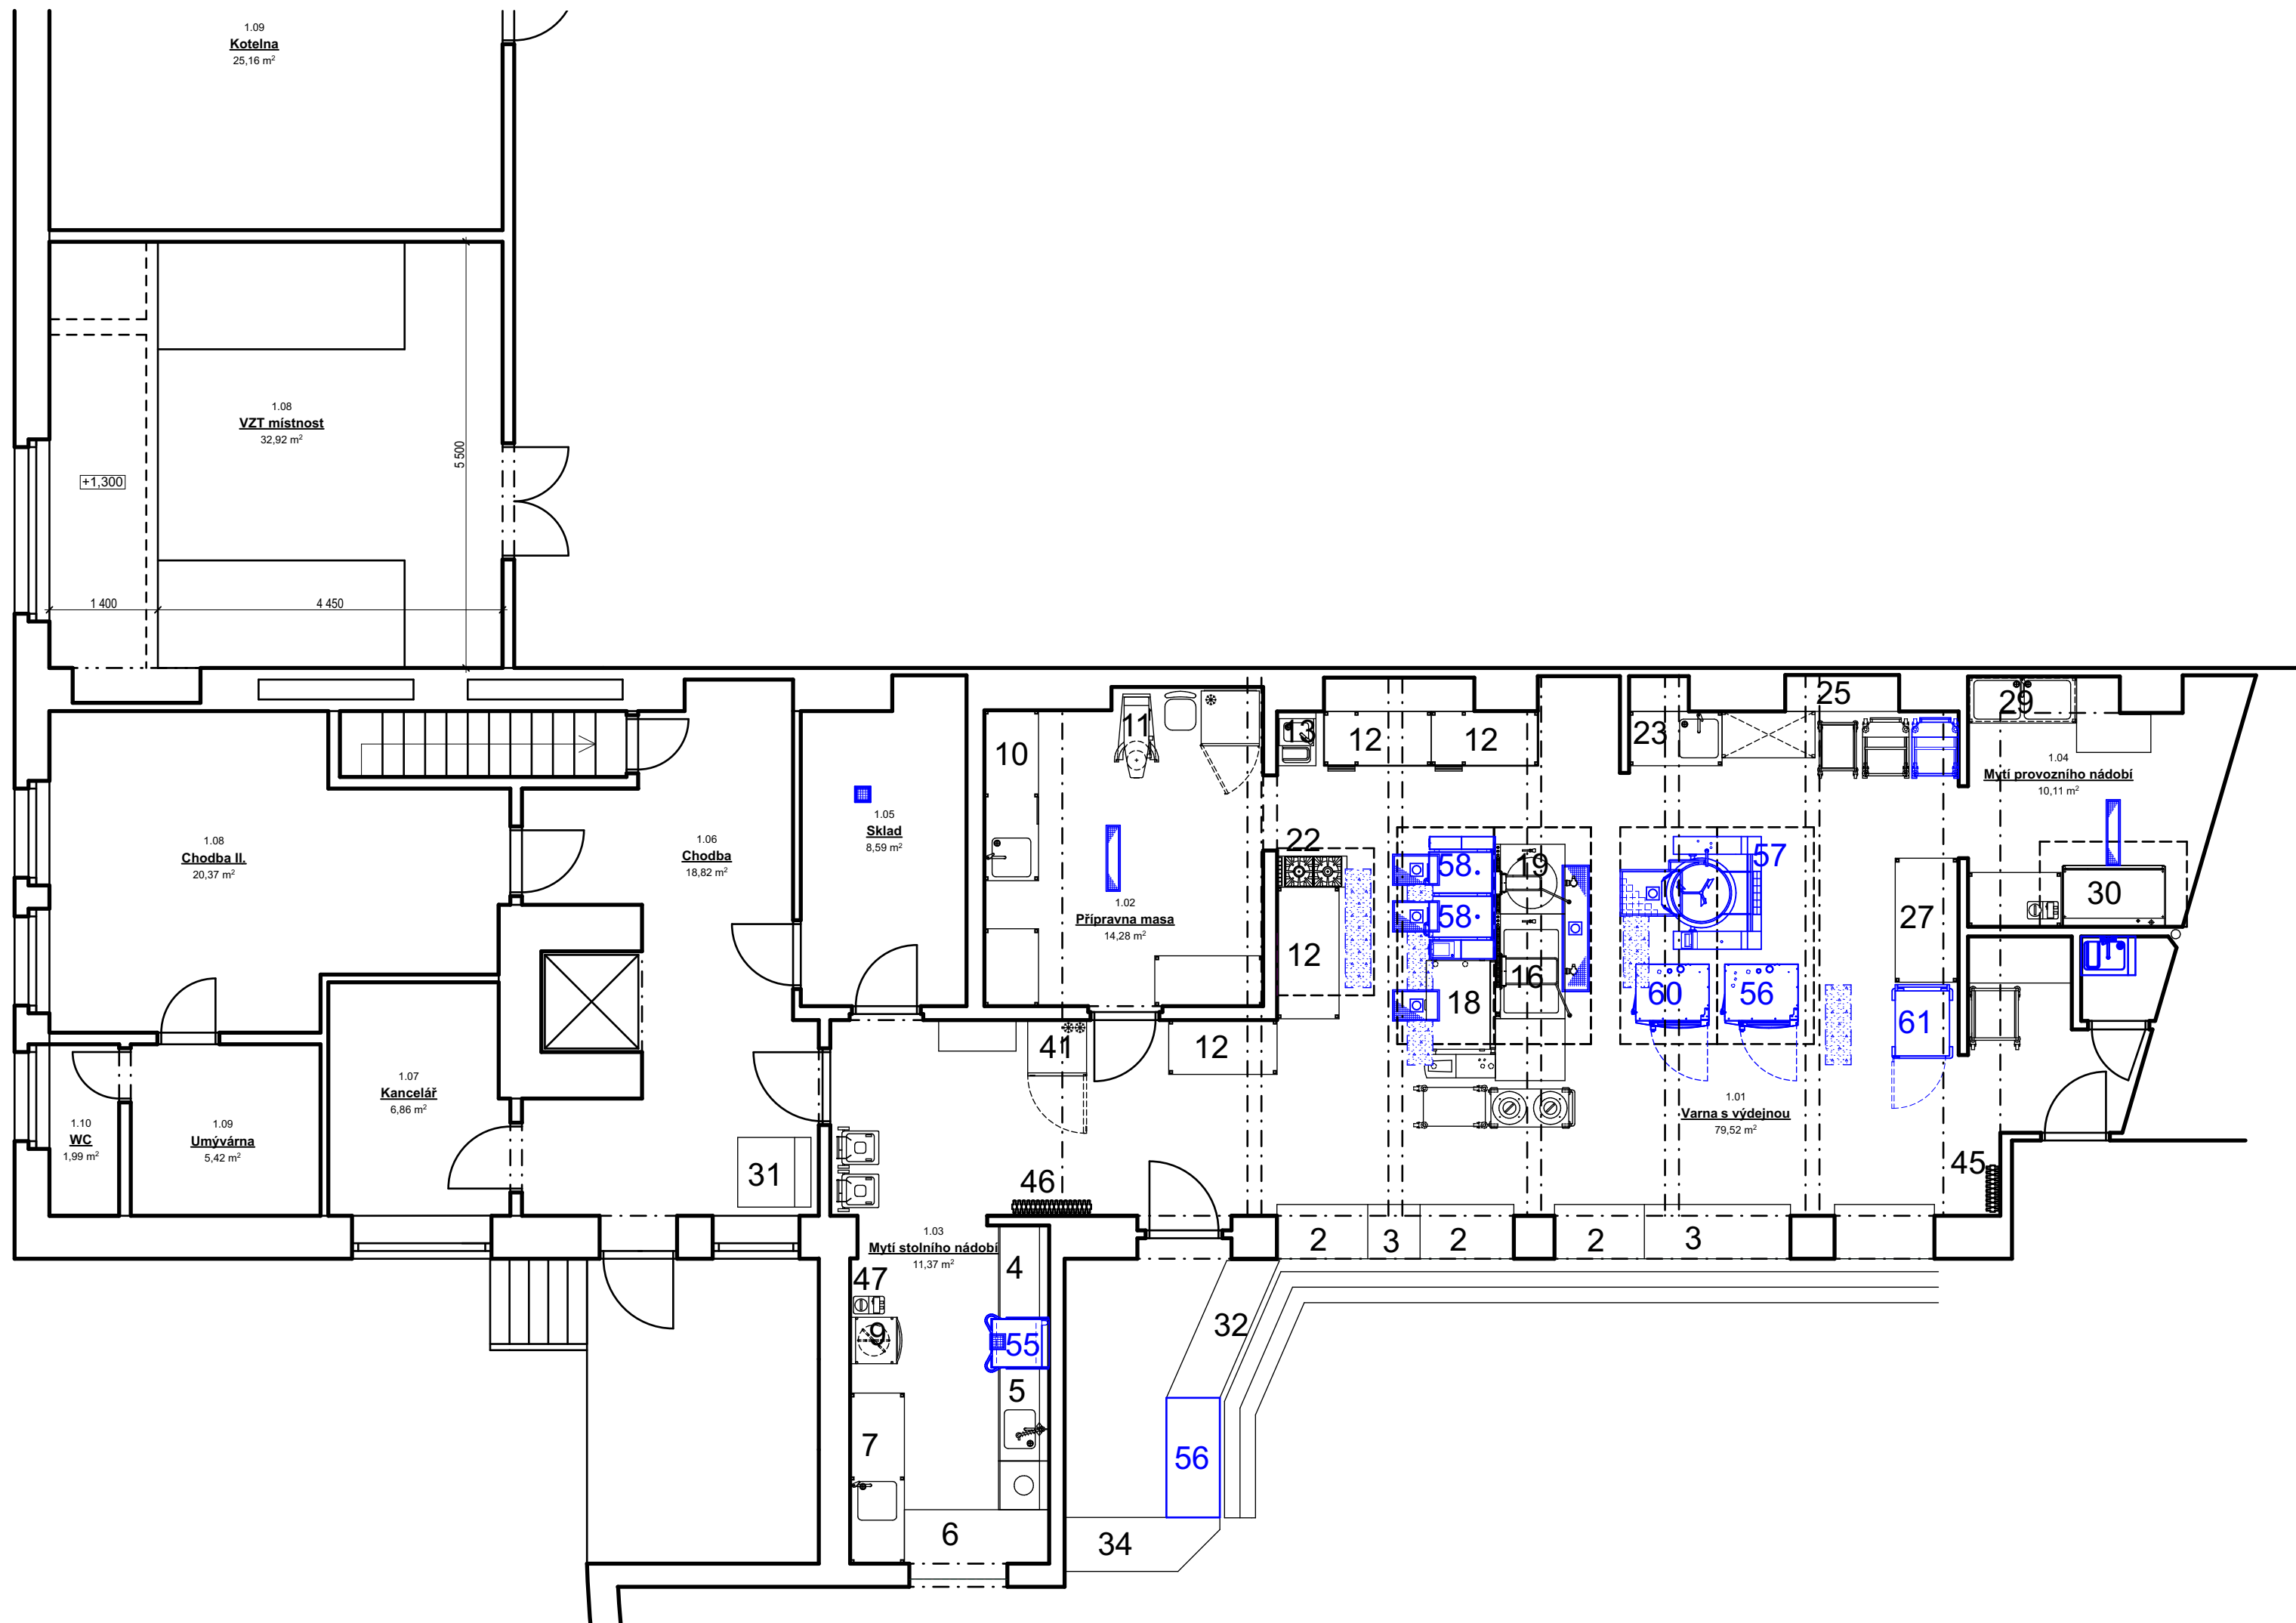 1.09
Kotelna
25,16 m²
1.08
VZT místnost
32,92 m²
5 500
+1,300
1 400
4 450
1.08
Chodba II.
20,37 m²
1.06
Chodba
18,82 m²
1.05
Sklad
8,59 m²
10
11
1.02
Přípravna masa
14,28 m²
13
12
12
22
12
58.
58.
19
16
18
23
25
57
60
56
27
61
29
1.04
Mytí provozního nádobí
10,11 m²
30
41
12
1.10
WC
1,99 m²
1.09
Umývárna
5,42 m²
1.07
Kancelář
6,86 m²
31
46
1.01
Varna s výdejnou
79,52 m²
45
2
3
2
2
3
1.03
Mytí stolního nádobí
11,37 m²
4
47
9
55
5
7
6
32
56
34